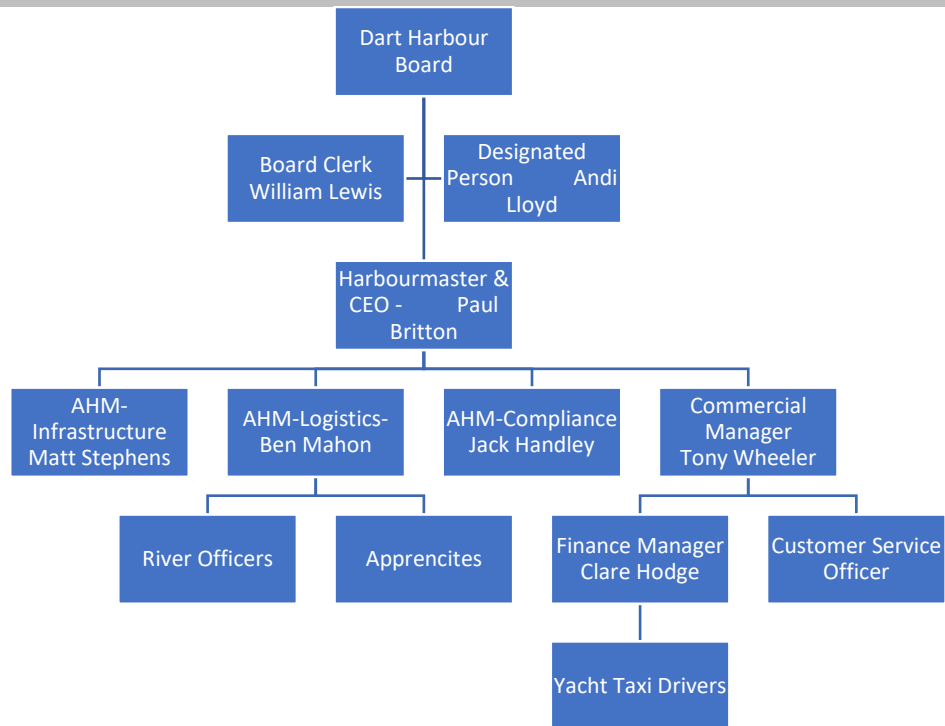 Dart Harbour
Board
Board Clerk
William Lewis
Designated
Person Andi
Lloyd
Harbourmaster &
CEO - Paul
Britton
AHM-
Infrastructure
Matt Stephens
AHM-Logistics-
Ben Mahon
AHM-Compliance
Jack Handley
Commercial
Manager
Tony Wheeler
River Officers
Apprencites
Finance Manager
Clare Hodge
Customer Service
Officer
Yacht Taxi Drivers